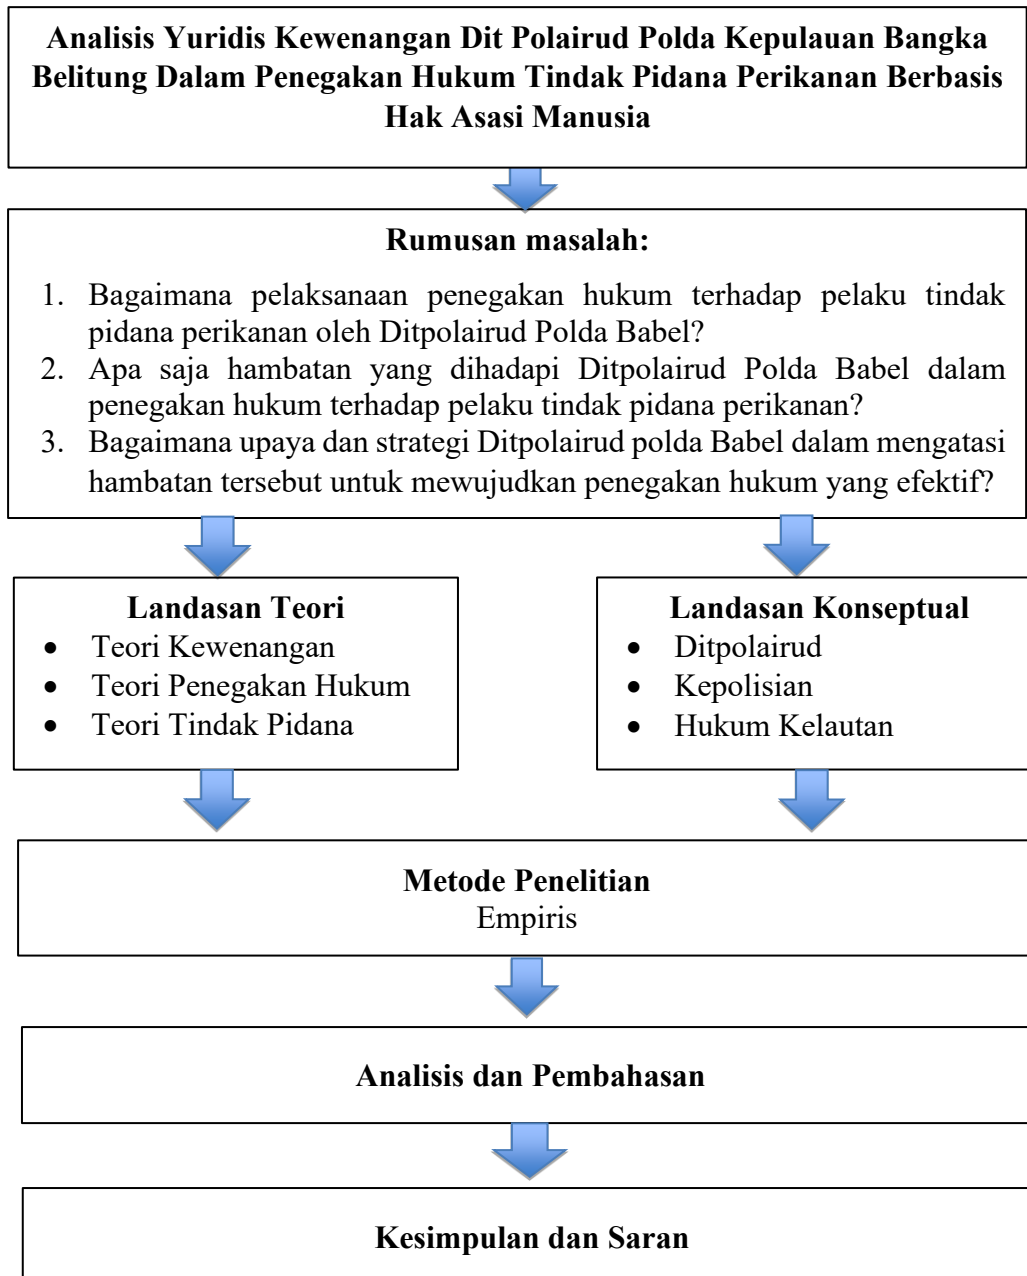 Analisis Yuridis Kewenangan Dit Polairud Polda Kepulauan Bangka
Belitung Dalam Penegakan Hukum Tindak Pidana Perikanan Berbasis
Hak Asasi Manusia
Rumusan masalah:
1. Bagaimana pelaksanaan penegakan hukum terhadap pelaku tindak
pidana perikanan oleh Ditpolairud Polda Babel?
2. Apa saja hambatan yang dihadapi Ditpolairud Polda Babel dalam
penegakan hukum terhadap pelaku tindak pidana perikanan?
3. Bagaimana upaya dan strategi Ditpolairud polda Babel dalam mengatasi
hambatan tersebut untuk mewujudkan penegakan hukum yang efektif?
Landasan Teori
• Teori Kewenangan
• Teori Penegakan Hukum
• Teori Tindak Pidana
Landasan Konseptual
• Ditpolairud
• Kepolisian
• Hukum Kelautan
Metode Penelitian
Empiris
Analisis dan Pembahasan
Kesimpulan dan Saran